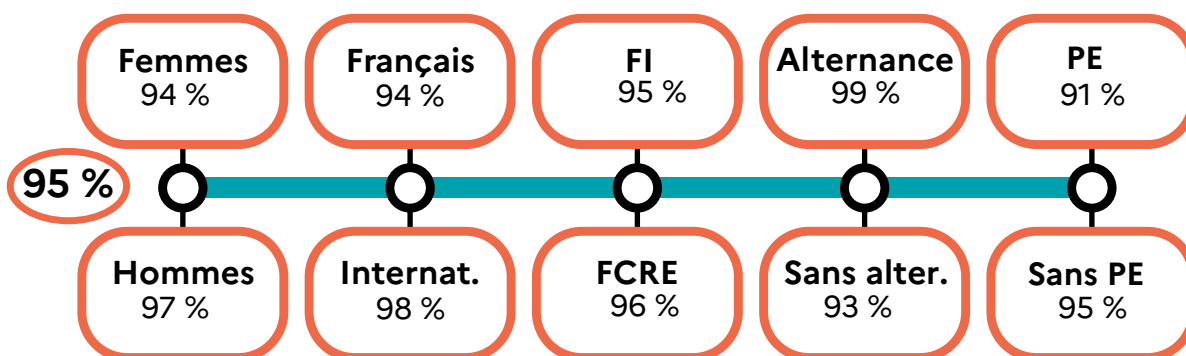 Femmes
94 %
Français
94 %
FI
95 %
Alternance
99 %
PE
91 %
95 %
Hommes
97 %
Internat.
98 %
FCRE
96 %
Sans alter.
93 %
Sans PE
95 %